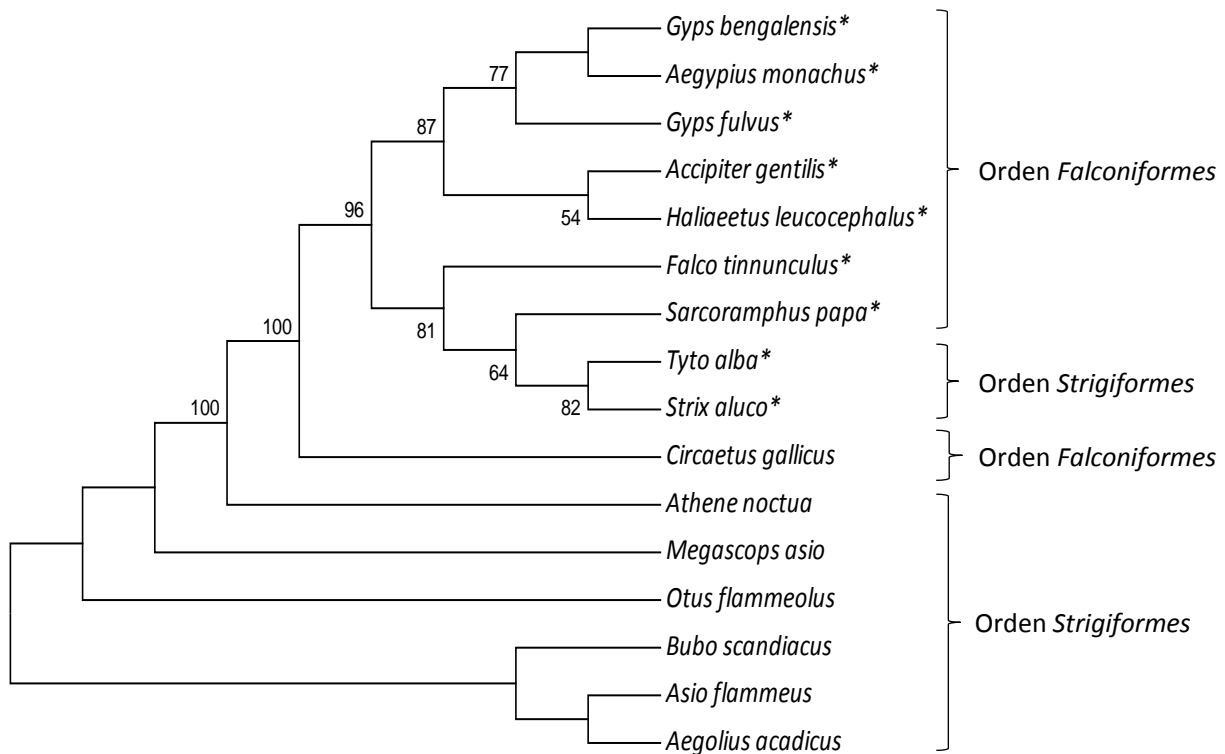 Gyps bengalensis*
Aegypius monachus*
77
Gyps fulvus*
87
Accipiter gentilis*
Orden Falconiformes
96
54
Haliaeetus leucocephalus*
Falco tinnunculus*
Sarcoramphus papa*
100
81
Tyto alba*
64
Orden Strigiformes
100
82
Strix aluco*
Circaetus gallicus
Orden Falconiformes
Athene noctua
Megascops asio
Otus flammeolus
Orden Strigiformes
Bubo scandiacus
Asio flammeus
Aegolius acadicus